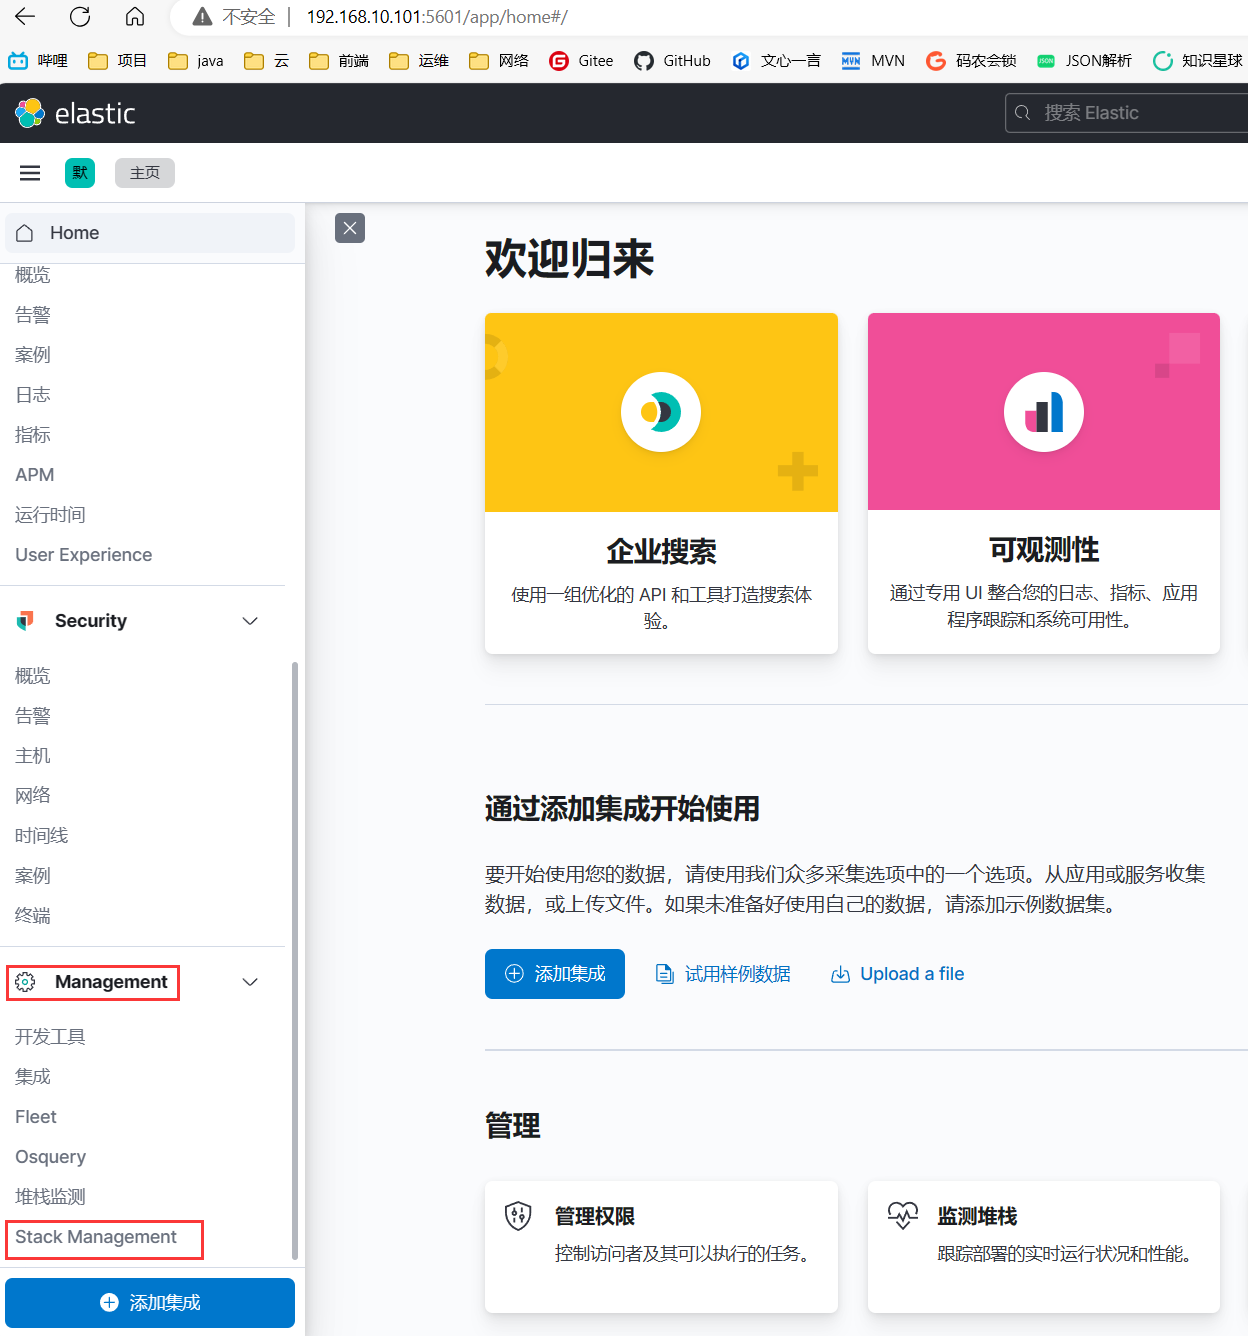 不安全 | 192.168.10.101:5601/app/home#/
哔哩 项目 java 云 前端 运维 网络 Gitee GitHub 文心一言 MVN MVN 码农会锁 JSON JSON解析 知识星球
elastic 搜索 Elastic
默 主页
Home
概览
告警
案例
日志
指标
APM
运行时间
User Experience
Security
概览
告警
主机
网络
时间线
案例
终端
Management
开发工具
集成
Fleet
Osquery
堆栈监测
Stack Management
添加集成
欢迎归来
企业搜索
使用一组优化的 API 和工具打造搜索体
验。
可观测性
通过专用 UI 整合您的日志、指标、应用
程序跟踪和系统可用性。
通过添加集成开始使用
要开始使用您的数据，请使用我们众多采集选项中的一个选项。从应用或服务收集
数据，或上传文件。如果未准备好使用自己的数据，请添加示例数据集。
添加集成 试用样例数据 Upload a file
管理
管理权限
控制访问者及其可以执行的任务。
监测堆栈
跟踪部署的实时运行状况和性能。